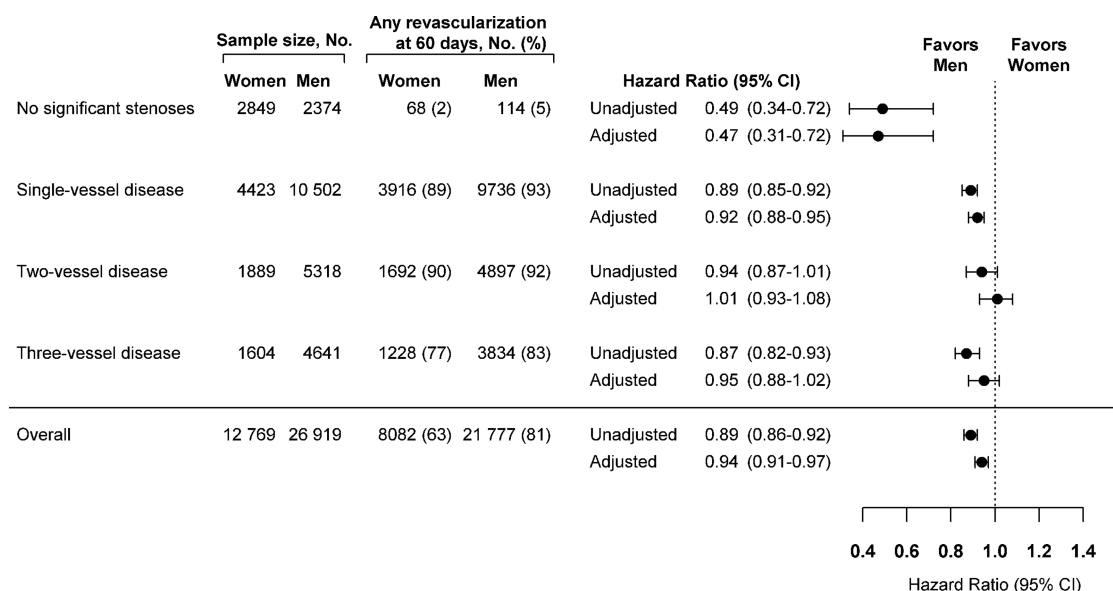 Sample size, No. Any revascularization at 60 days, No. (%)
Favors Men Favors Women
Women Men Women Men Hazard Ratio (95% CI)
No significant stenoses 2849 2374 68 (2) 114 (5) Unadjusted 0.49 (0.34-0.72)
Adjusted 0.47 (0.31-0.72)
Single-vessel disease 4423 10 502 3916 (89) 9736 (93) Unadjusted 0.89 (0.85-0.92)
Adjusted 0.92 (0.88-0.95)
Two-vessel disease 1889 5318 1692 (90) 4897 (92) Unadjusted 0.94 (0.87-1.01)
Adjusted 1.01 (0.93-1.08)
Three-vessel disease 1604 4641 1228 (77) 3834 (83) Unadjusted 0.87 (0.82-0.93)
Adjusted 0.95 (0.88-1.02)
Overall 12 769 26 919 8082 (63) 21 777 (81) Unadjusted 0.89 (0.86-0.92)
Adjusted 0.94 (0.91-0.97)
0.4 0.6 0.8 1.0 1.2 1.4
Hazard Ratio (95% CI)